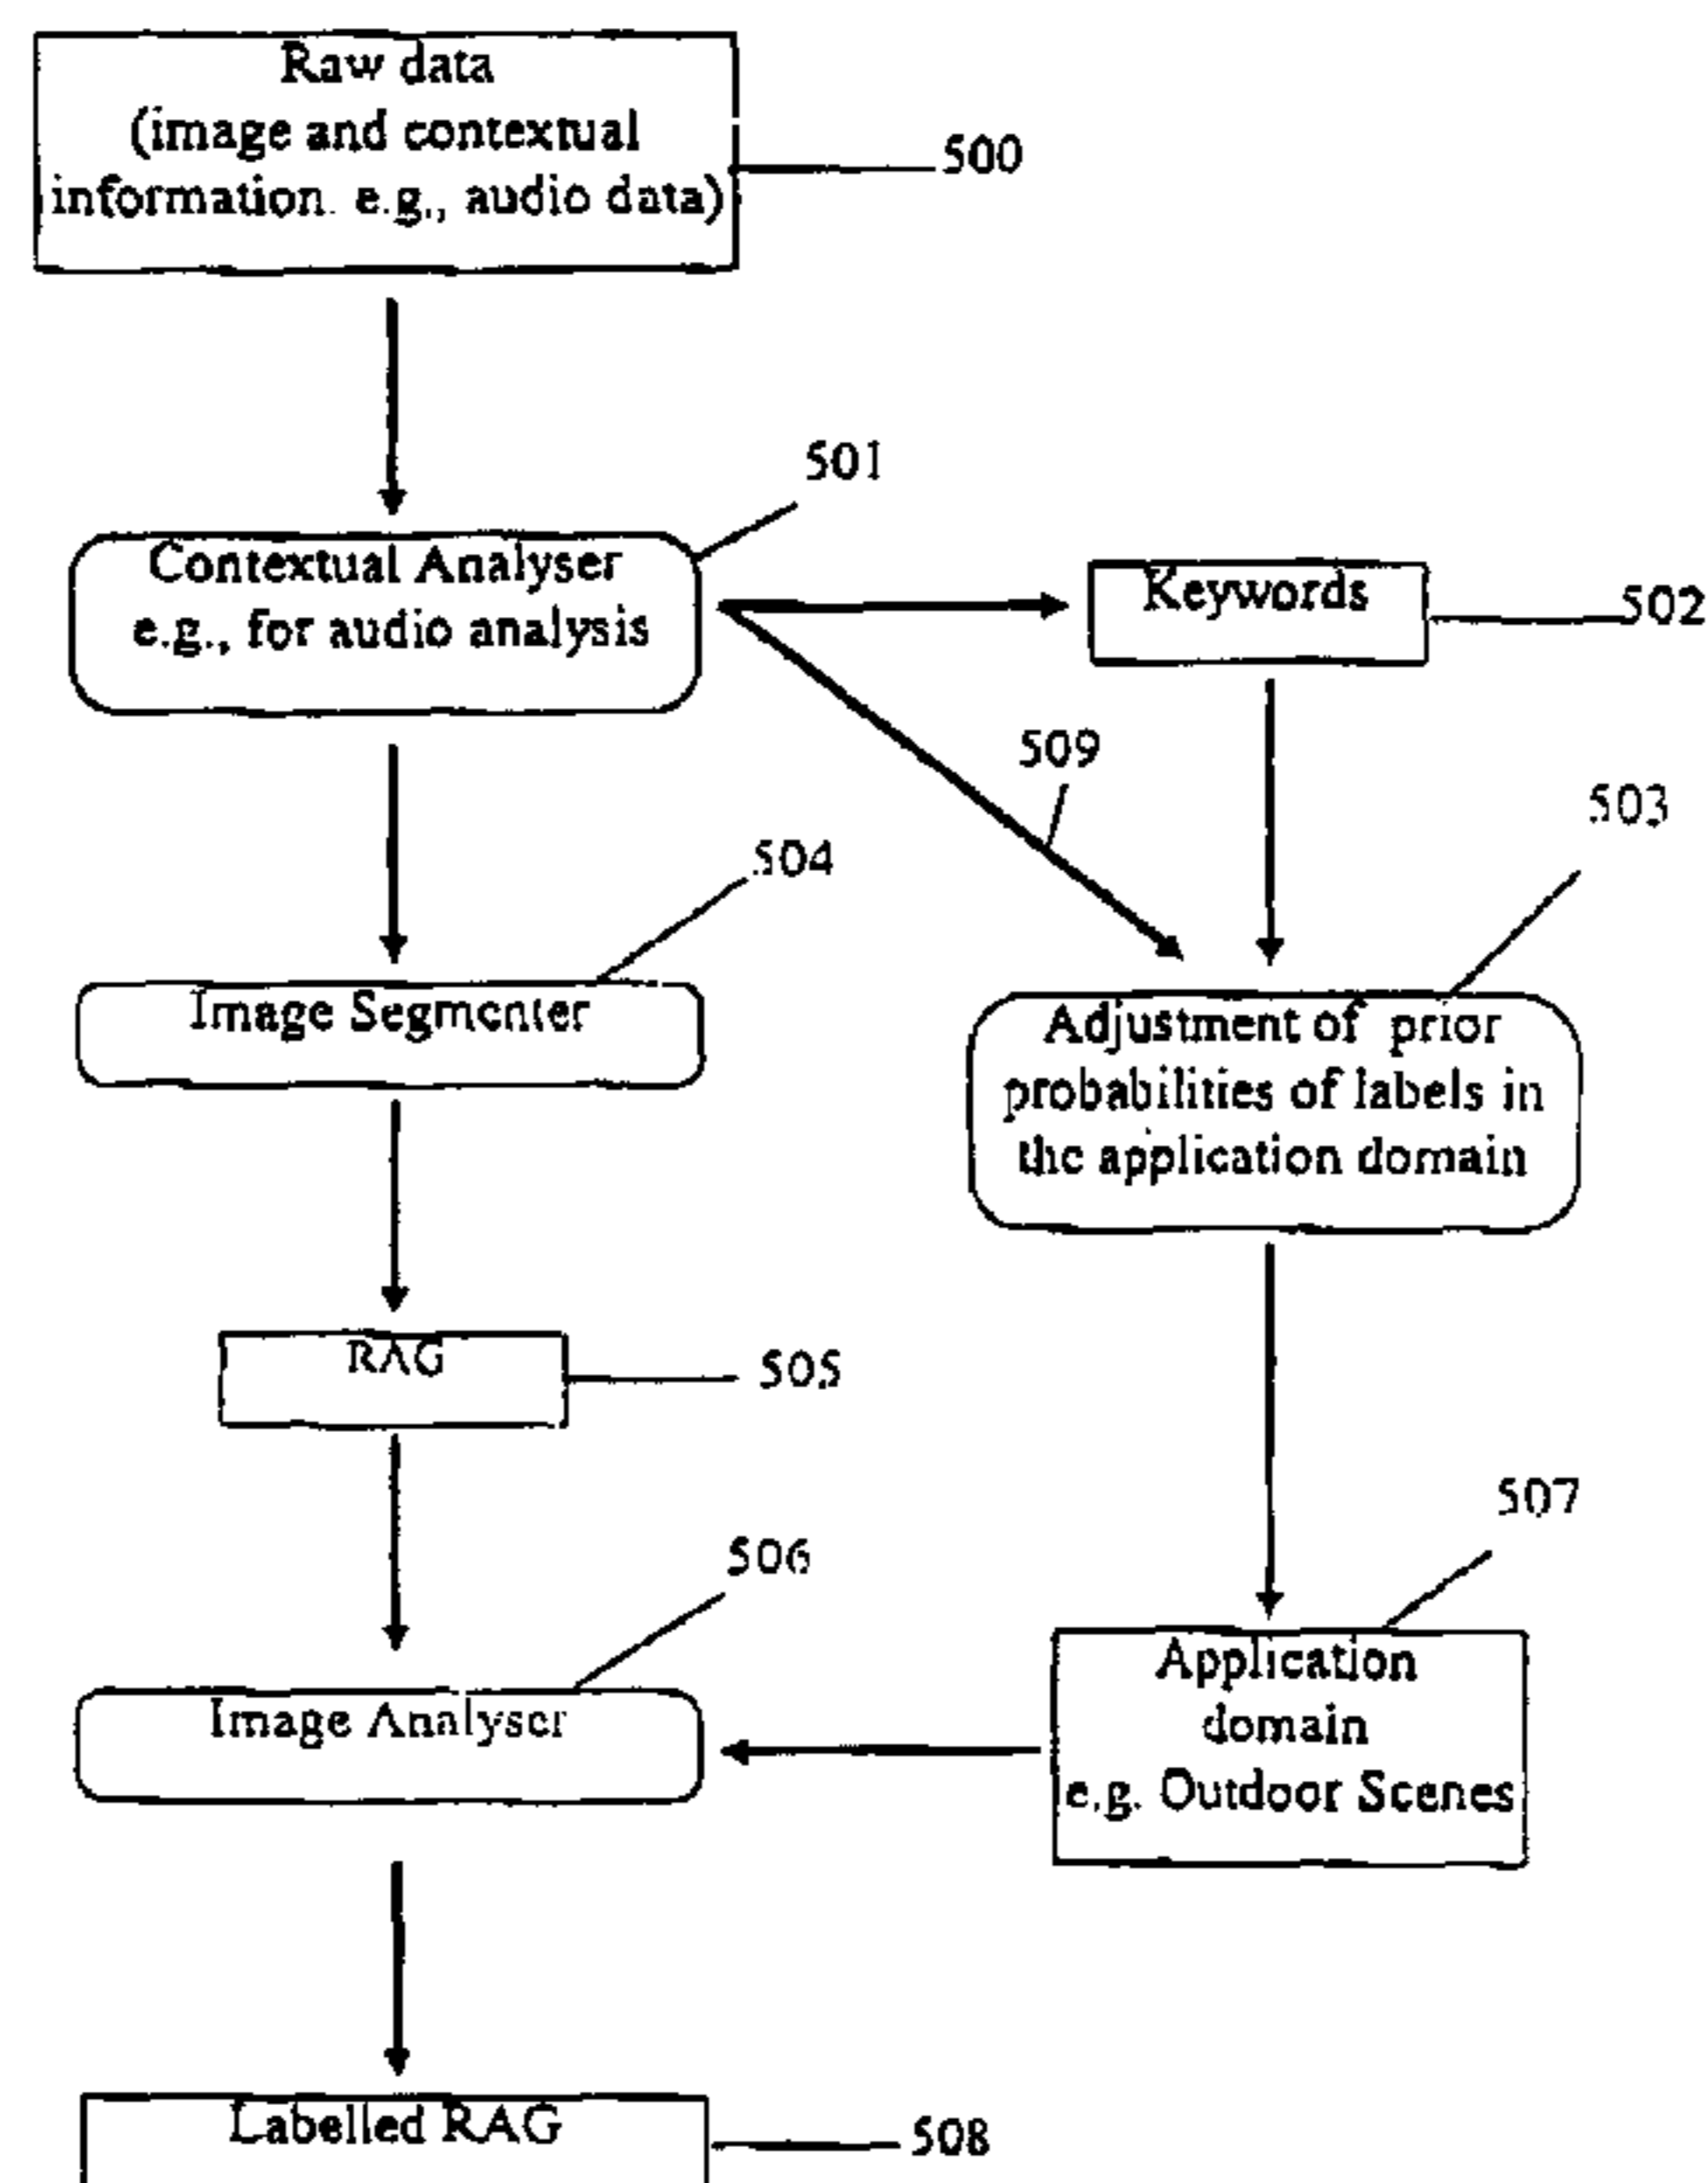 Raw data
(image and contextual
information. e.g., audio data)
500
501
Contextual Analyser
e.g., for audio analysis
Keywords
502
509
503
504
Image Segmenter
Adjustment of prior
probabilities of labels in
the application domain
RAG
505
507
506
Image Analyser
Application
domain
e.g. Outdoor Scenes
Labelled RAG
508